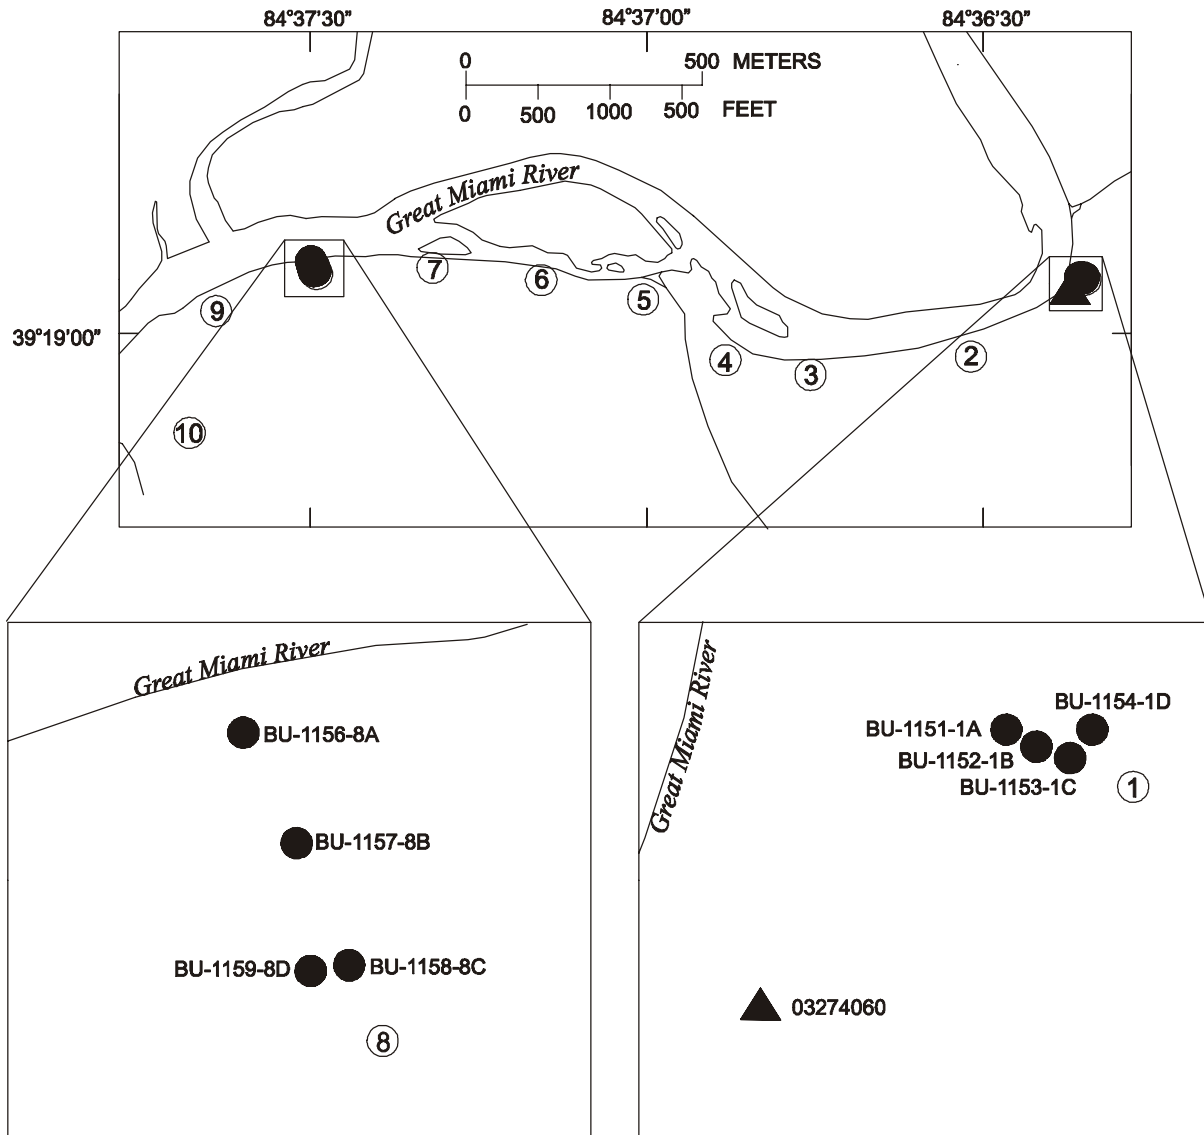 84°37'30” 84°37'00” 84°36'30”
0 500 METERS
0 500 1000 500 FEET
Great Miami River
7
6
5
9
39°19'00”
2
4
3
10
Great Miami River
BU-1156-8A
BU-1157-8B
BU-1159-8D BU-1158-8C
8
Great Miami River
BU-1154-1D
BU-1151-1A
BU-1152-1B
BU-1153-1C
1
03274060